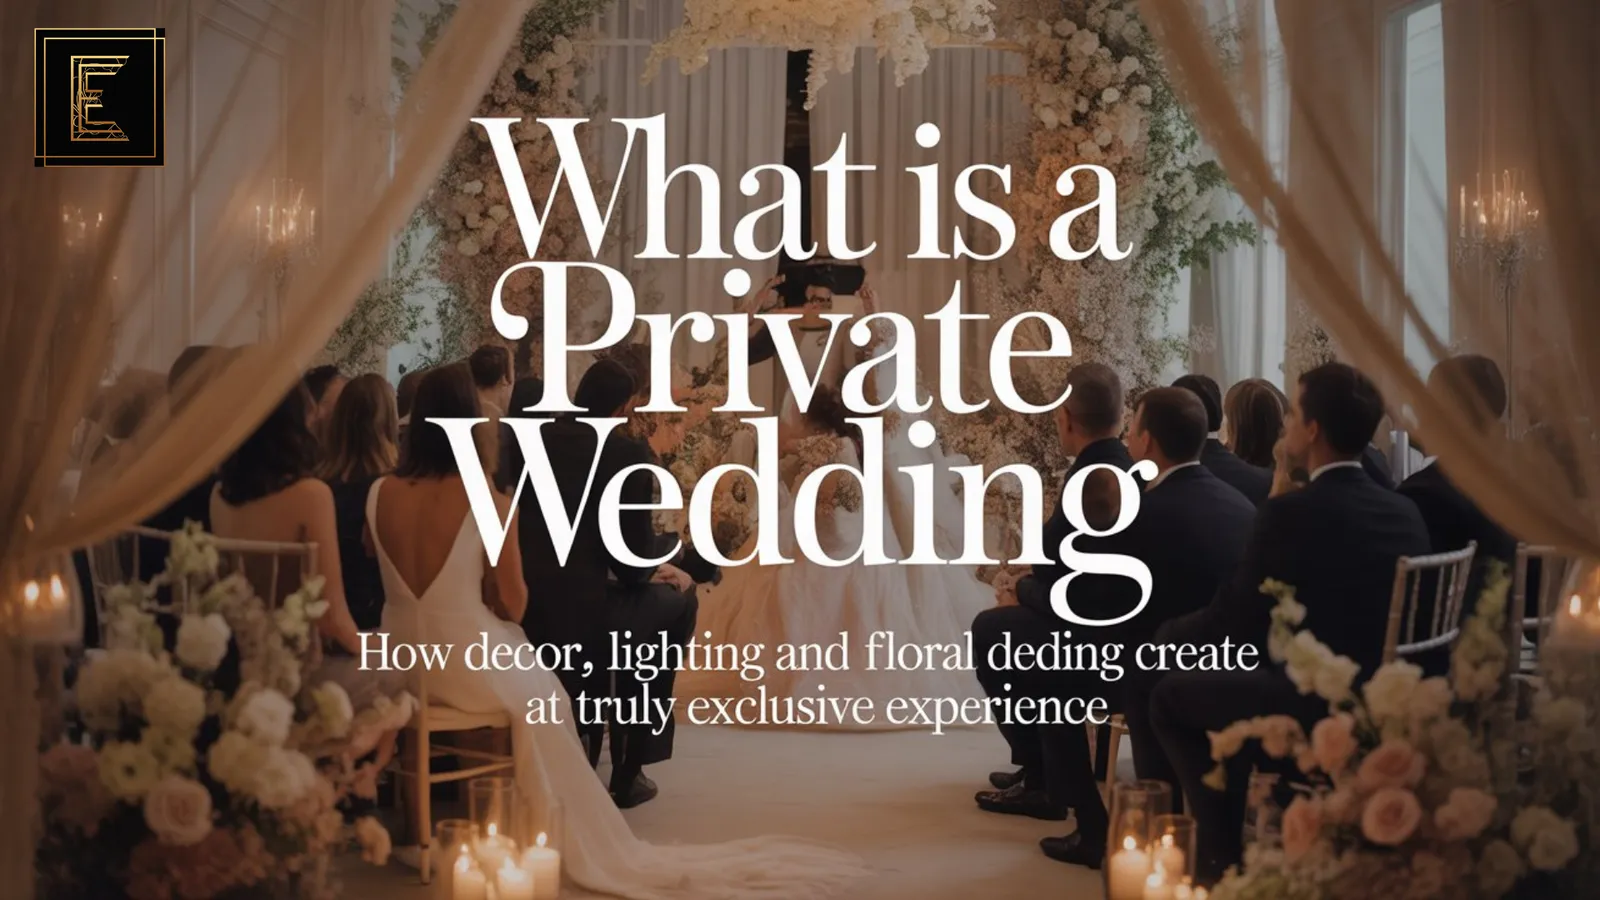 E
What is a
Private
Wedding
How decor, lighting and floral deding create
at truly exclusive experience